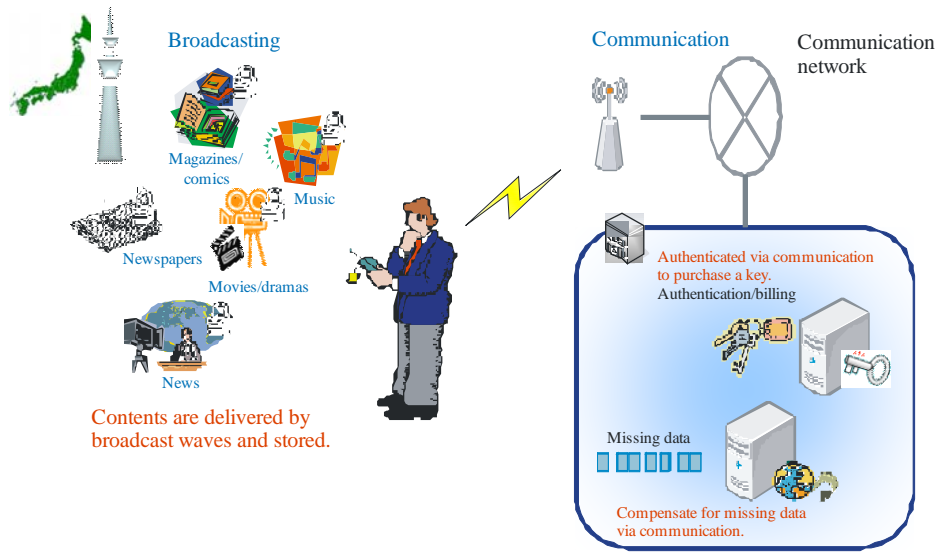 Broadcasting
Magazines/
comics
Music
Newspapers
Movies/dramas
News
Contents are delivered by
broadcast waves and stored.
Communication
Communication
network
Authenticated via communication
to purchase a key.
Authentication/billing
Missing data
Compensate for missing data
via communication.